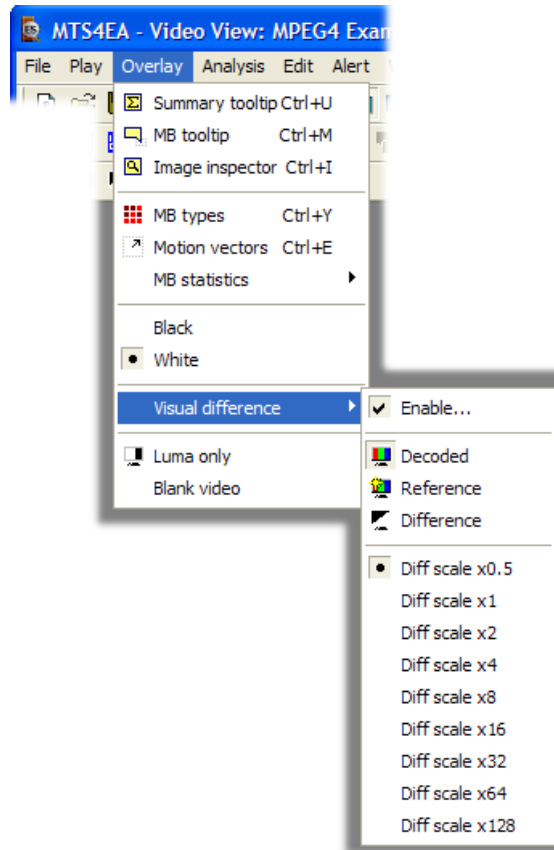 MTS4EA - Video View: MPEG4 Exam
File Play Overlay Analysis Edit Alert
Summary tooltip Ctrl+U
MB tooltip Ctrl+M
Image inspector Ctrl+I
MB types Ctrl+Y
Motion vectors Ctrl+E
MB statistics
Black
White
Visual difference
Luma only
Blank video
Enable...
Decoded
Reference
Difference
Diff scale x0.5
Diff scale x1
Diff scale x2
Diff scale x4
Diff scale x8
Diff scale x16
Diff scale x32
Diff scale x64
Diff scale x128